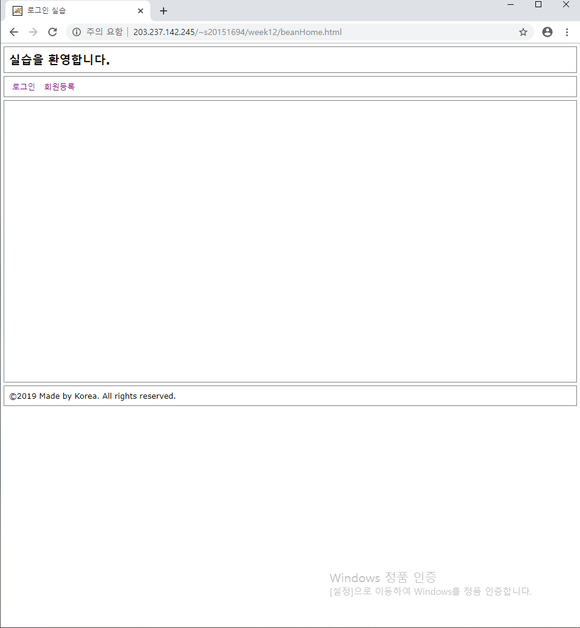 로그인 실습
주의 요함 203.237.142.245/~s20151694/week12/beanHome.html
실습을 환영합니다.
로그인 회원등록
©2019 Made by Korea. All rights reserved.
Windows 정품 인증
[설정]으로 이동하여 Windows를 정품 인증합니다.